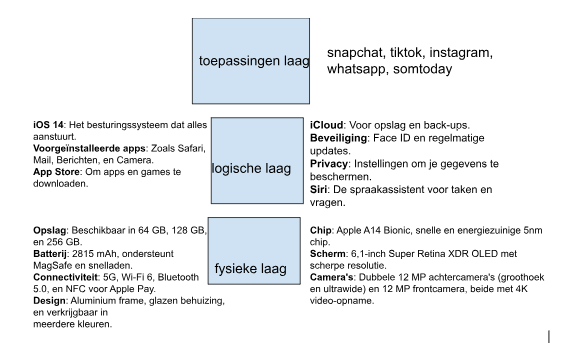 toepassingen laag
snapchat, tiktok, instagram,
whatsapp, somtoday
iOS 14: Het besturingssysteem dat alles
aanstuurt.
Voorgeïnstalleerde apps: Zoals Safari,
Mail, Berichten, en Camera.
App Store: Om apps en games te
downloaden.
logische laag
iCloud: Voor opslag en back-ups.
Beveiliging: Face ID en regelmatige
updates.
Privacy: Instellingen om je gegevens te
beschermen.
Siri: De spraakassistent voor taken en
vragen.
Opslag: Beschikbaar in 64 GB, 128 GB,
en 256 GB.
Batterij: 2815 mAh, ondersteunt
MagSafe en snelladen.
Connectiviteit: 5G, Wi-Fi 6, Bluetooth
5.0, en NFC voor Apple Pay.
Design: Aluminium frame, glazen behuizing,
en verkrijgbaar in
meerdere kleuren.
fysieke laag
Chip: Apple A14 Bionic, snelle en energiezuinige 5nm
chip.
Scherm: 6,1-inch Super Retina XDR OLED met
scherpe resolutie.
Camera's: Dubbele 12 MP achtercamera's (groothoek
en ultrawide) en 12 MP frontcamera, beide met 4K
video-opname.